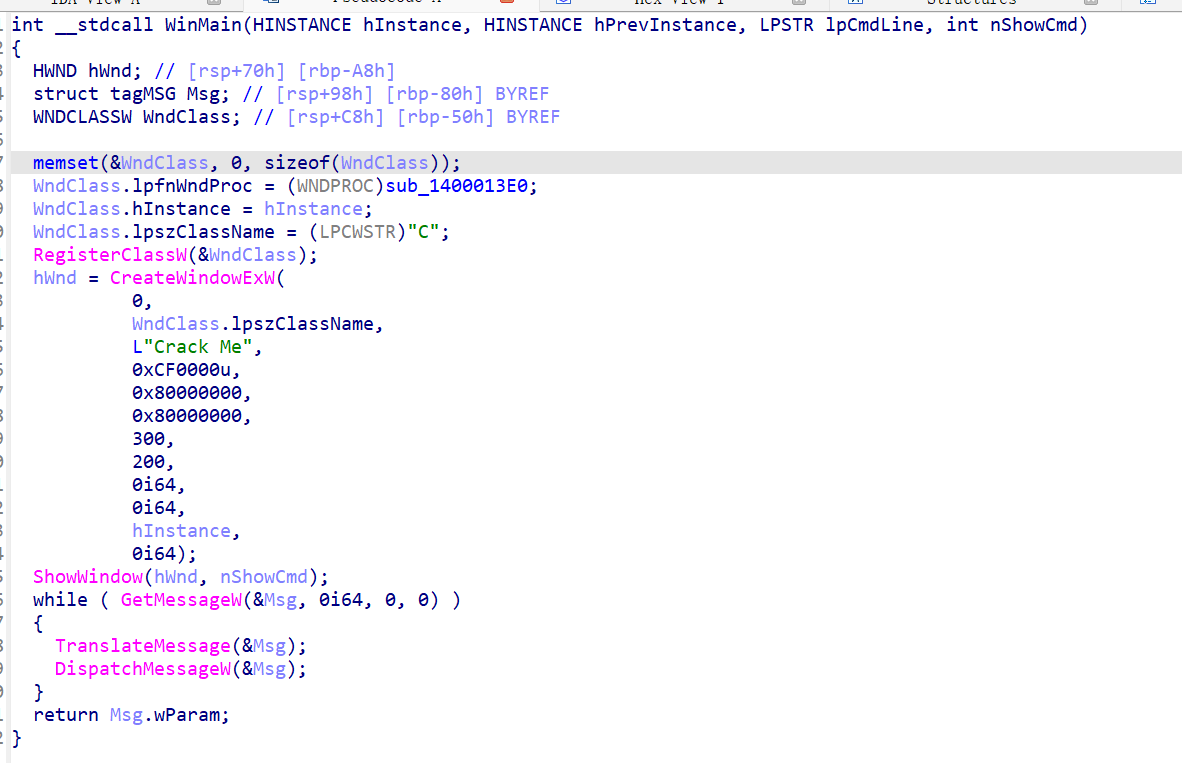 int __stdcall WinMain(HINSTANCE hInstance, HINSTANCE hPrevInstance, LPSTR lpCmdLine, int nShowCmd)
{
  HWND hWnd; // [rsp+70h] [rbp-A8h]
  struct tagMSG Msg; // [rsp+98h] [rbp-80h] BYREF
  WNDCLASSW WndClass; // [rsp+C8h] [rbp-50h] BYREF

  memset(&WndClass, 0, sizeof(WndClass));
  WndClass.lpfnWndProc = (WNDPROC)sub_1400013E0;
  WndClass.hInstance = hInstance;
  WndClass.lpszClassName = (LPCWSTR)"C";
  RegisterClassW(&WndClass);
  hWnd = CreateWindowExW(
           0,
           WndClass.lpszClassName,
           L"Crack Me",
           0xCF0000u,
           0x80000000,
           0x80000000,
           300,
           200,
           0i64,
           0i64,
           hInstance,
           0i64);
  ShowWindow(hWnd, nShowCmd);
  while ( GetMessageW(&Msg, 0i64, 0, 0) )
  {
    TranslateMessage(&Msg);
    DispatchMessageW(&Msg);
  }
  return Msg.wParam;
}